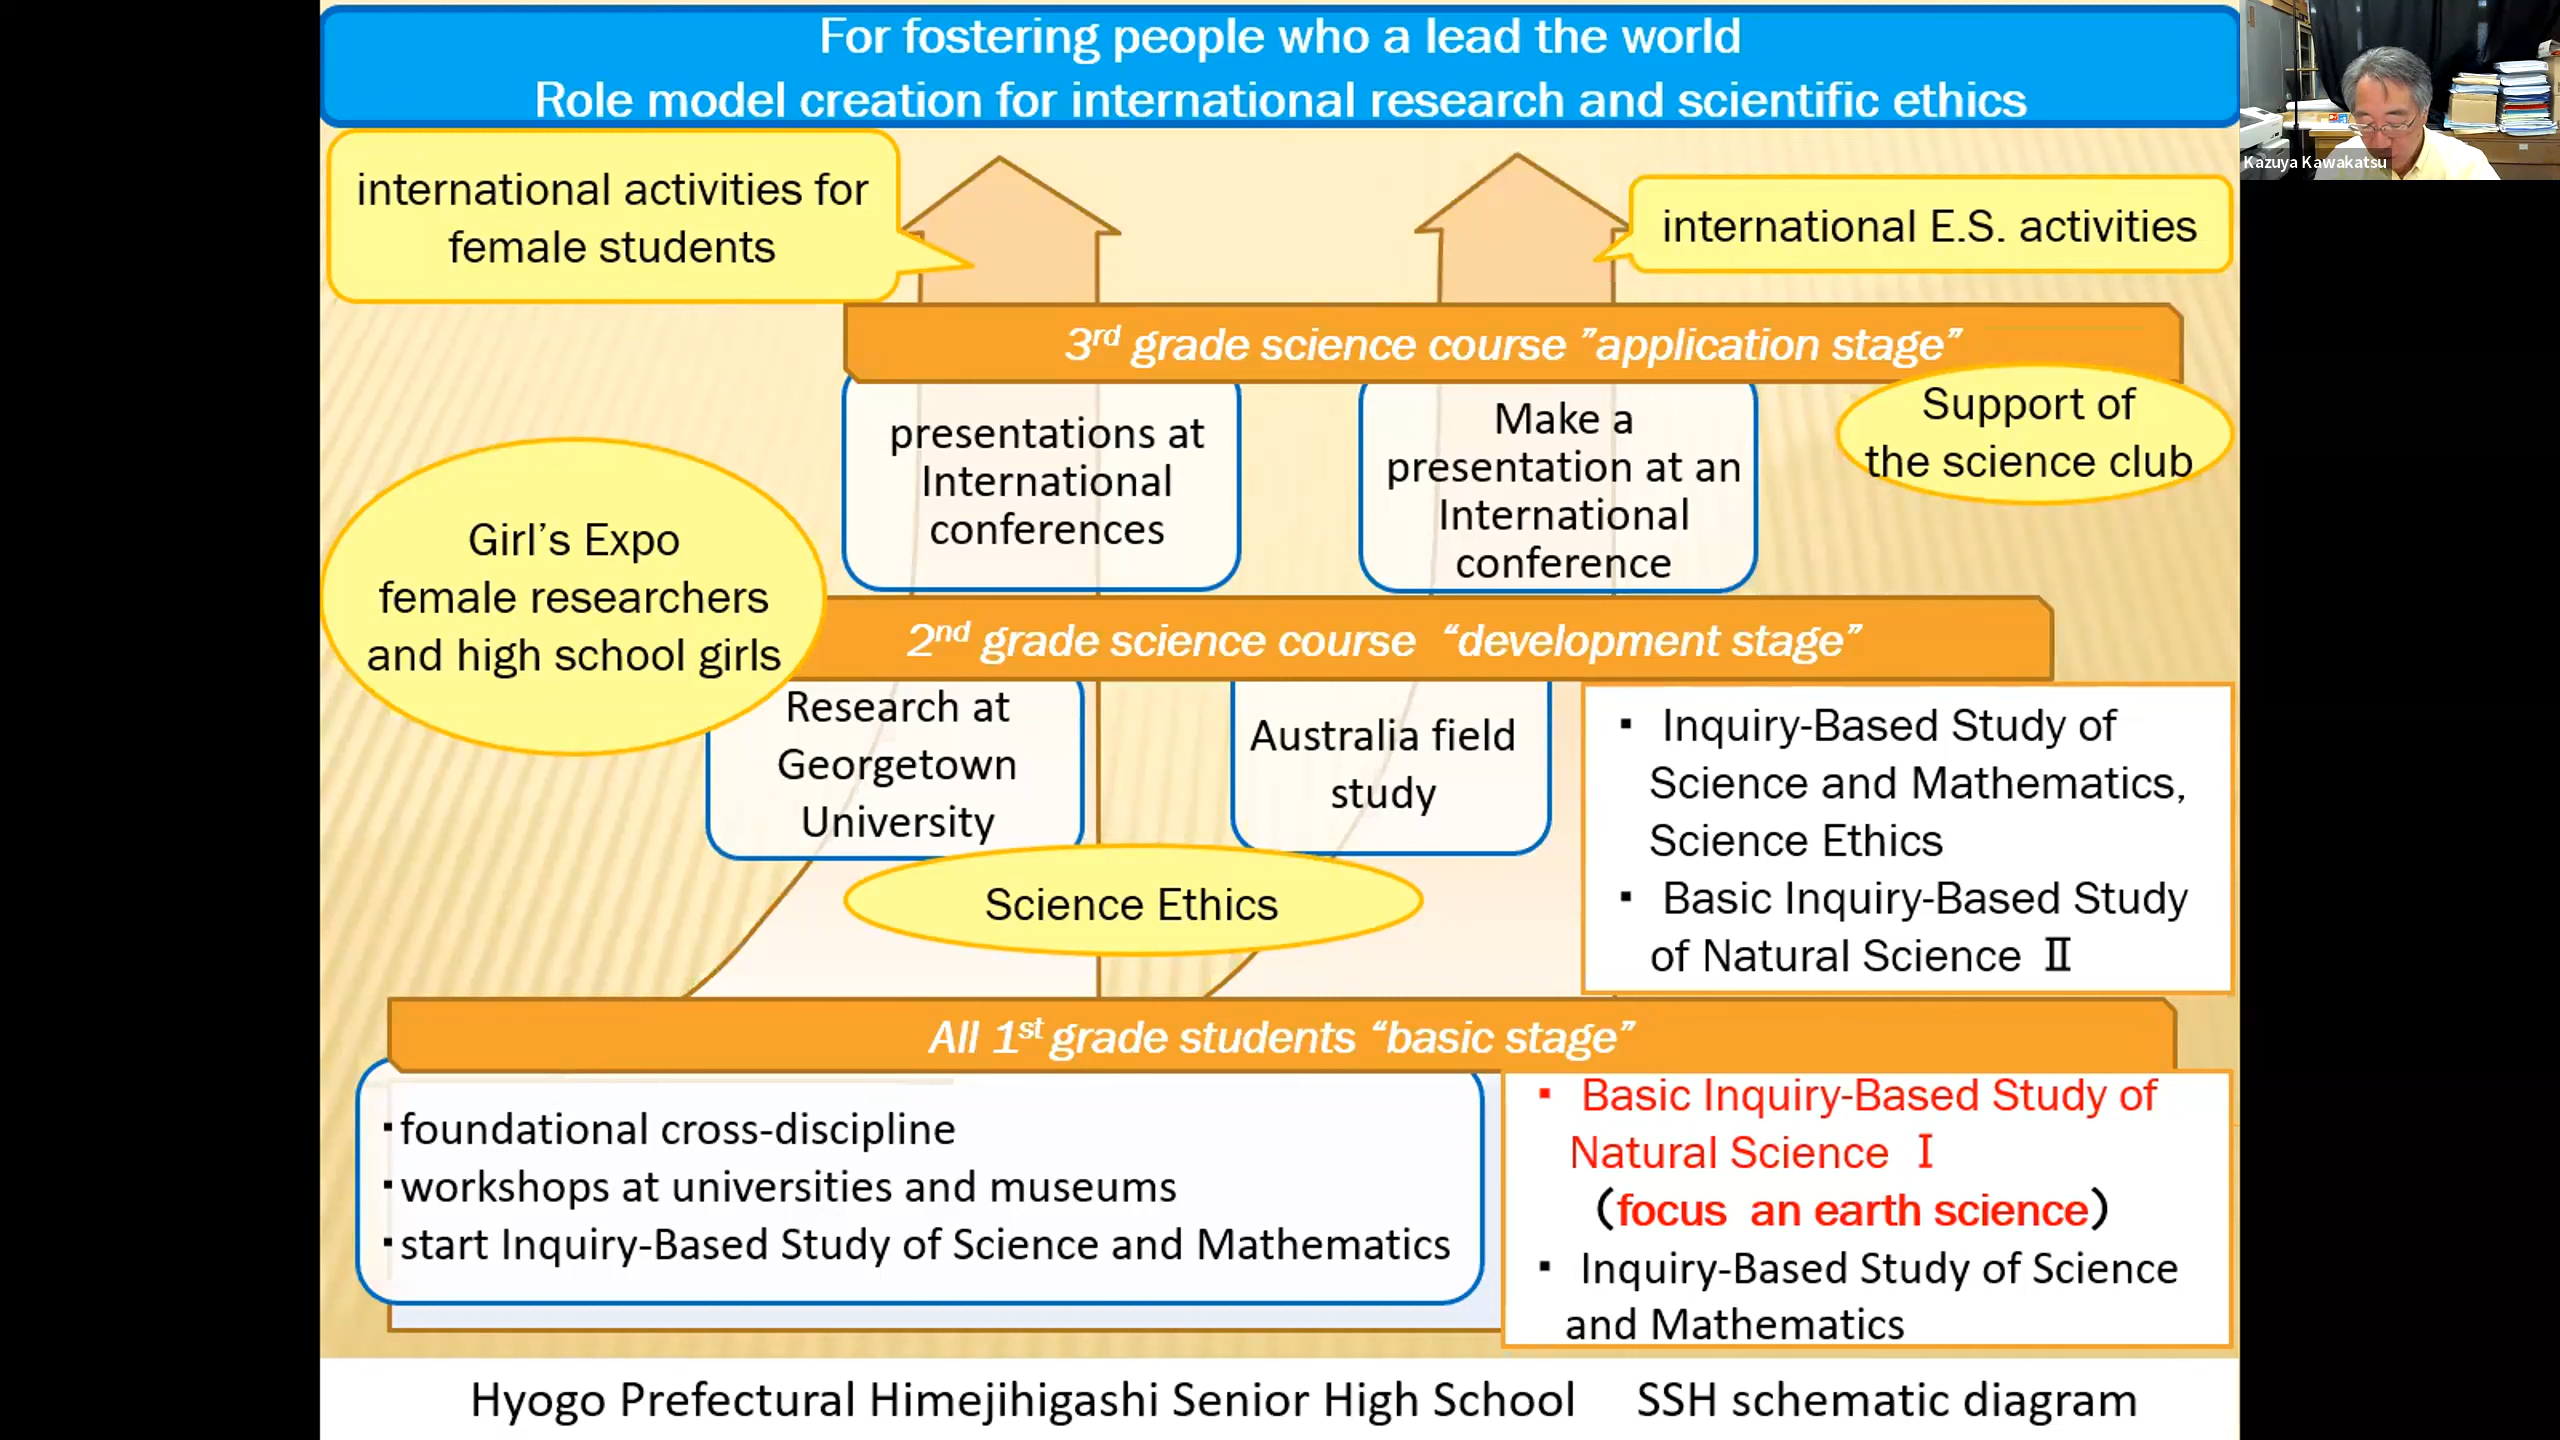 For fostering people who a lead the world
Role model creation for international research and scientific ethics
Kazuya Kawakatsu
international activities for
female students
international E.S. activities
3rd grade science course ”application stage”
Support of
the science club
presentations at
International
conferences
Make a
presentation at an
International
conference
Girl’s Expo
female researchers
and high school girls
2nd grade science course “development stage”
Research at
Georgetown
University
Australia field
study
▪ Inquiry-Based Study of
Science and Mathematics,
Science Ethics
▪ Basic Inquiry-Based Study
of Natural Science Ⅱ
Science Ethics
All 1st grade students “basic stage”
▪foundational cross-discipline
▪workshops at universities and museums
▪start Inquiry-Based Study of Science and Mathematics
▪ Basic Inquiry-Based Study of
Natural Science Ⅰ
（focus an earth science）
▪ Inquiry-Based Study of Science
and Mathematics
Hyogo Prefectural Himejihigashi Senior High School SSH schematic diagram